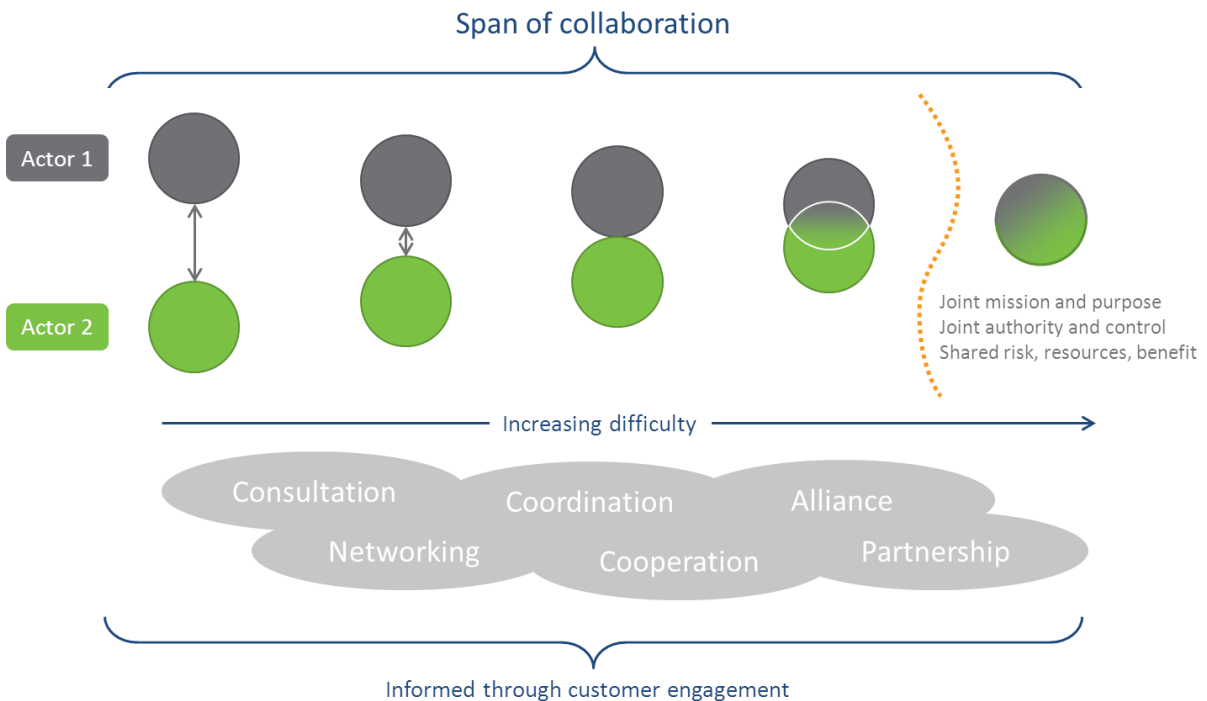 Span of collaboration
Actor 1
Actor 2
Joint mission and purpose
Joint authority and control
Shared risk, resources, benefit
Increasing difficulty
Consultation
Coordination
Alliance
Networking
Cooperation
Partnership
Informed through customer engagement